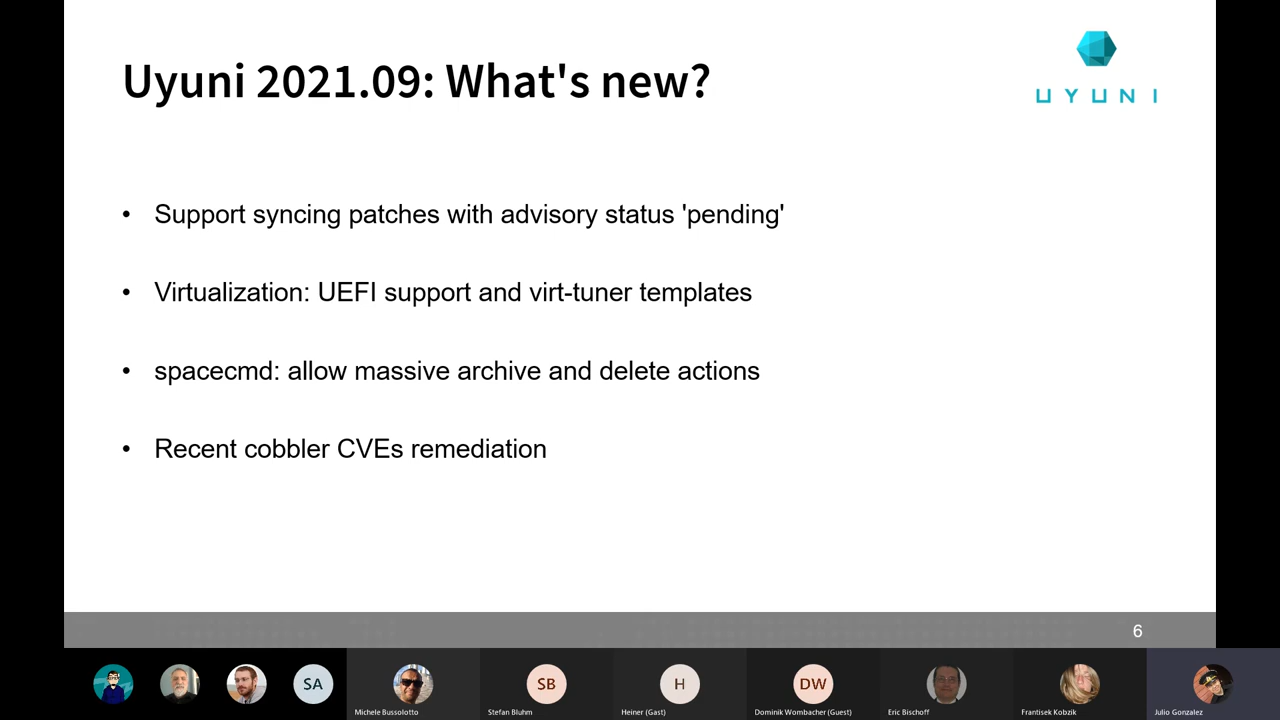 Uyuni 2021.09: What's new?
UYUNI
• Support syncing patches with advisory status 'pending'
• Virtualization: UEFI support and virt-tuner templates
• spacecmd: allow massive archive and delete actions
• Recent cobbler CVEs remediation
6
SA
SB
H
DW
Michele Bussolotto
Stefan Bluhm
Heiner (Gast)
Dominik Wombacher (Guest)
Eric Bischoff
Frantisek Kobzik
Julio Gonzalez